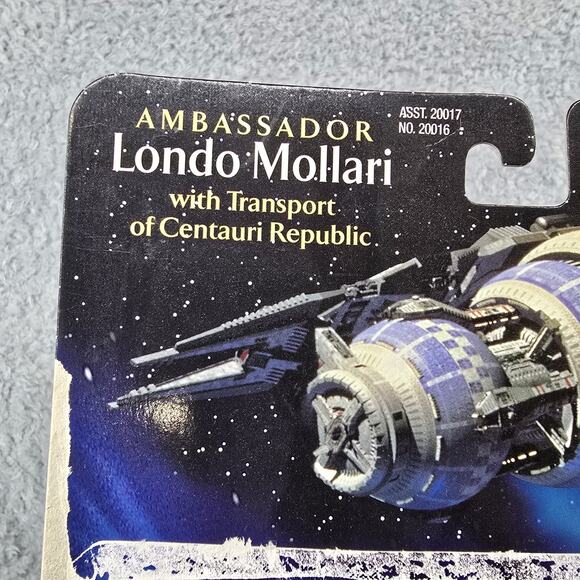 AMBASSADOR
Londo Mollari
with Transport
of Centauri Republic
ASST. 20017
NO. 20016